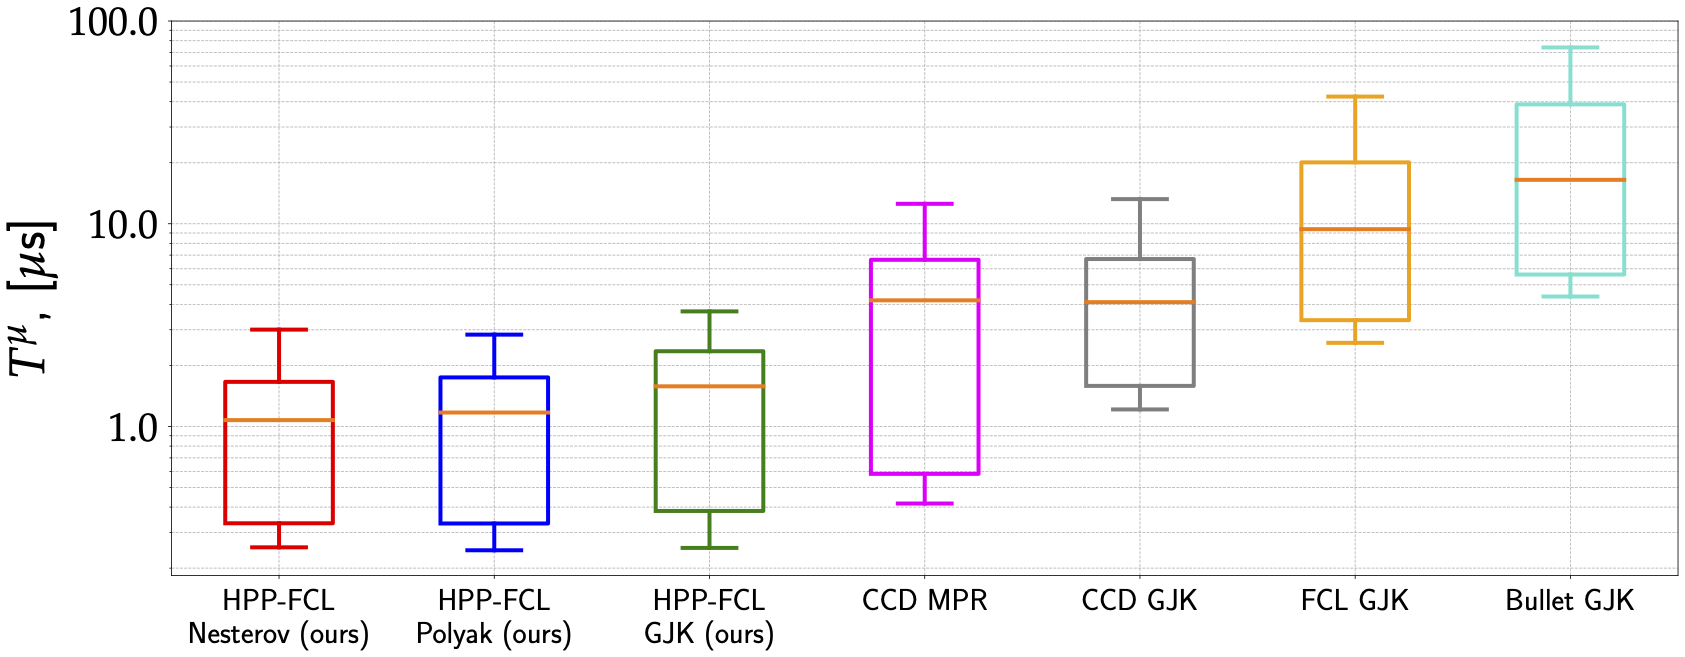 100.0
10.0
1.0
T^μ, [μs]
HPP-FCL
Nesterov (ours)
HPP-FCL
Polyak (ours)
HPP-FCL
GJK (ours)
CCD MPR
CCD GJK
FCL GJK
Bullet GJK